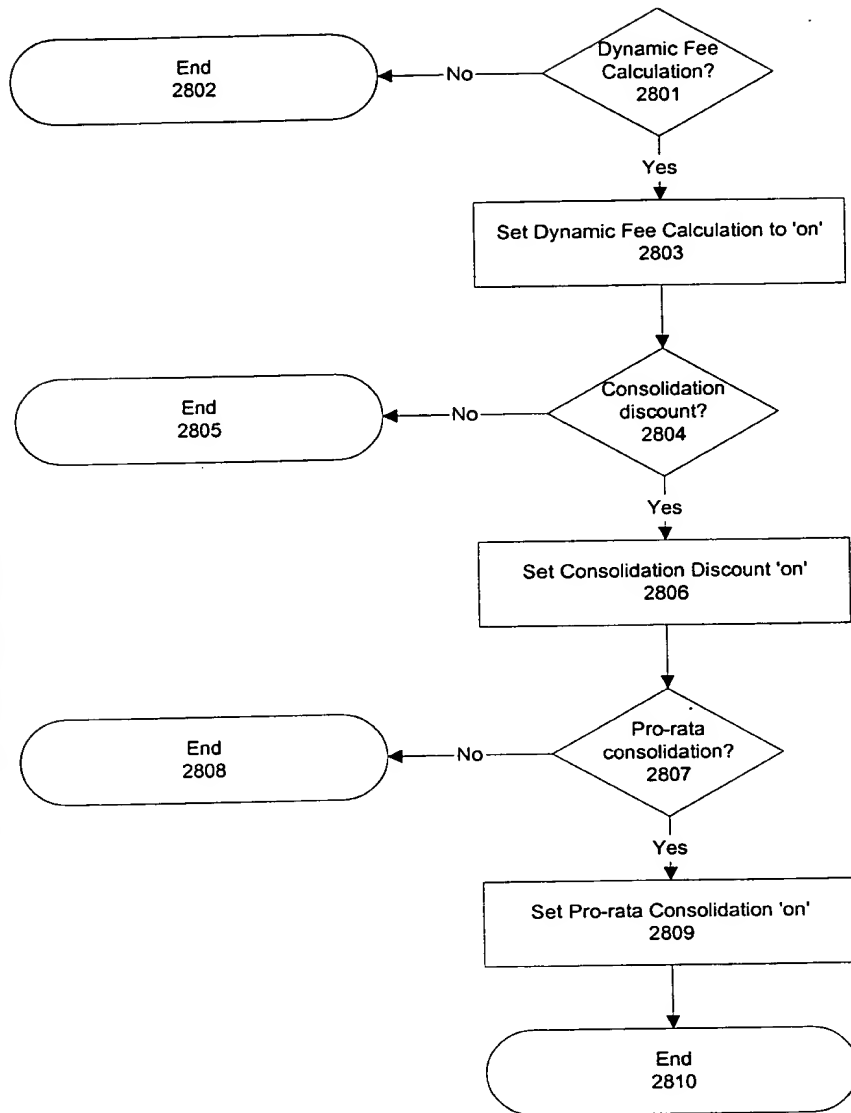 Dynamic Fee
Calculation?
2801
No
End
2802
Yes
Set Dynamic Fee Calculation to 'on'
2803
Consolidation
discount?
2804
No
End
2805
Yes
Set Consolidation Discount 'on'
2806
Pro-rata
consolidation?
2807
No
End
2808
Yes
Set Pro-rata Consolidation 'on'
2809
End
2810